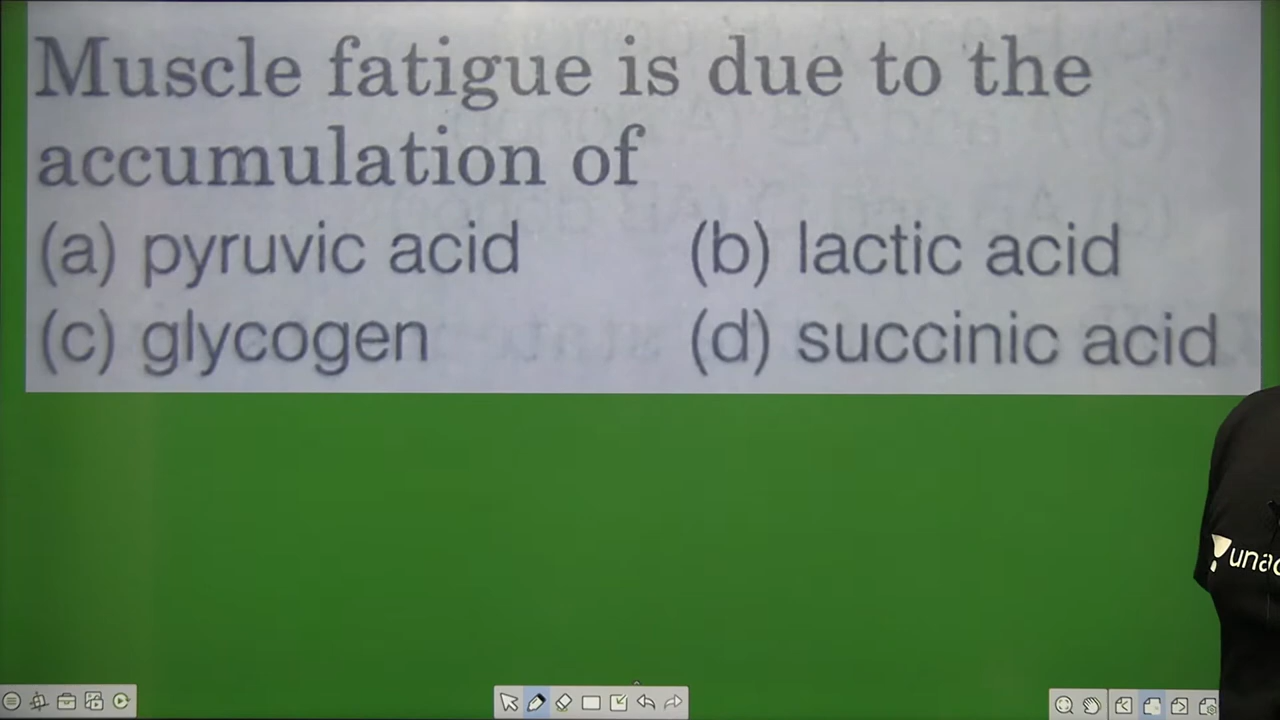 Muscle fatigue is due to the
accumulation of
(a) pyruvic acid (b) lactic acid
(c) glycogen (d) succinic acid